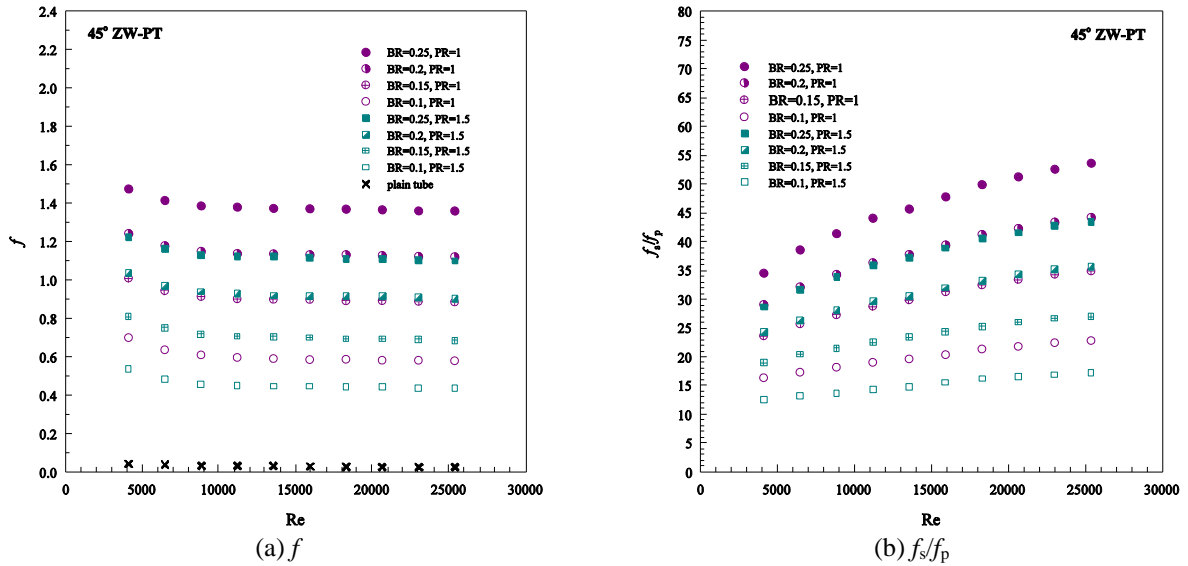 2.4
2.2
2.0
1.8
1.6
1.4
1.2
1.0
0.8
0.6
0.4
0.2
0.0
f
45° ZW-PT
BR=0.25, PR=1
BR=0.2, PR=1
BR=0.15, PR=1
BR=0.1, PR=1
BR=0.25, PR=1.5
BR=0.2, PR=1.5
BR=0.15, PR=1.5
BR=0.1, PR=1.5
plain tube
0 5000 10000 15000 20000 25000 30000
Re
(a) f
80
75
70
65
60
55
50
45
40
35
30
25
20
15
10
5
0
fs/fp
45° ZW-PT
BR=0.25, PR=1
BR=0.2, PR=1
BR=0.15, PR=1
BR=0.1, PR=1
BR=0.25, PR=1.5
BR=0.2, PR=1.5
BR=0.15, PR=1.5
BR=0.1, PR=1.5
0 5000 10000 15000 20000 25000 30000
Re
(b) fs/fp